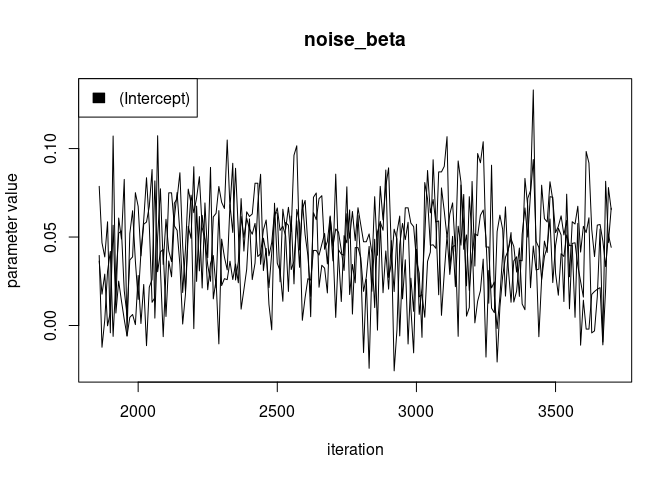 noise_beta
(Intercept)
parameter value
0.10
0.05
0.00
2000 2500 3000 3500
iteration